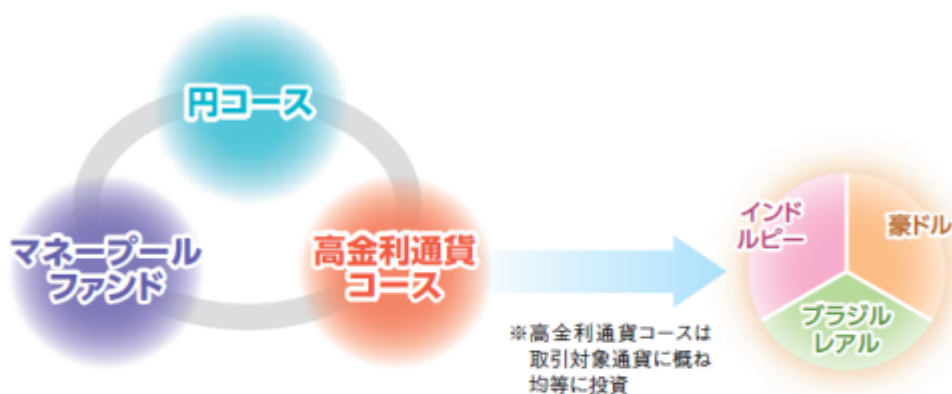 円コース
マネープール
ファンド
高金利通貨
コース
インド
ルピー
豪ドル
ブラジル
レアル
※高金利通貨コースは
取引対象通貨に概ね
均等に投資